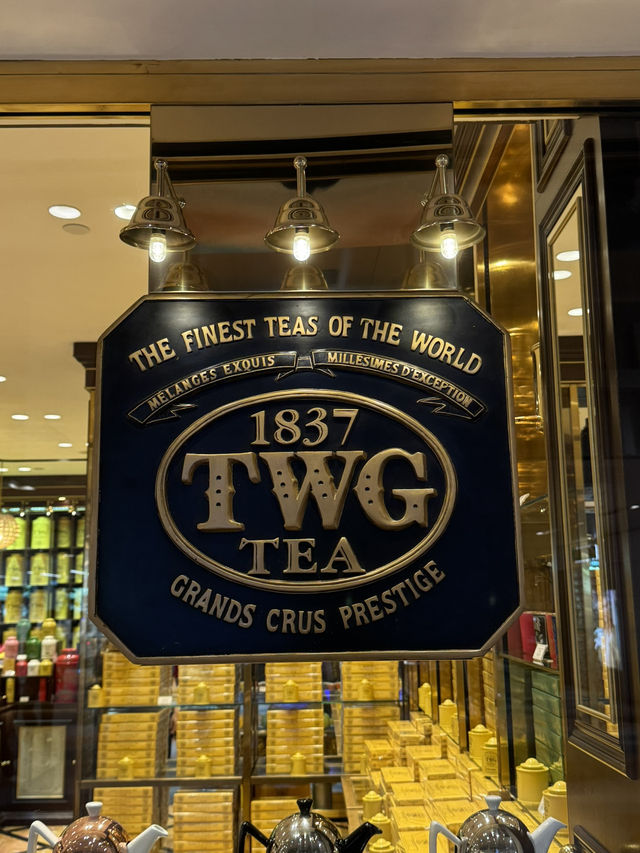 THE FINEST TEAS OF THE WORLD
MELANGES EXQUIS MILLESIMES D'EXCEPTION
1837
TWG
TEA
GRANDS CRUS PRESTIGE